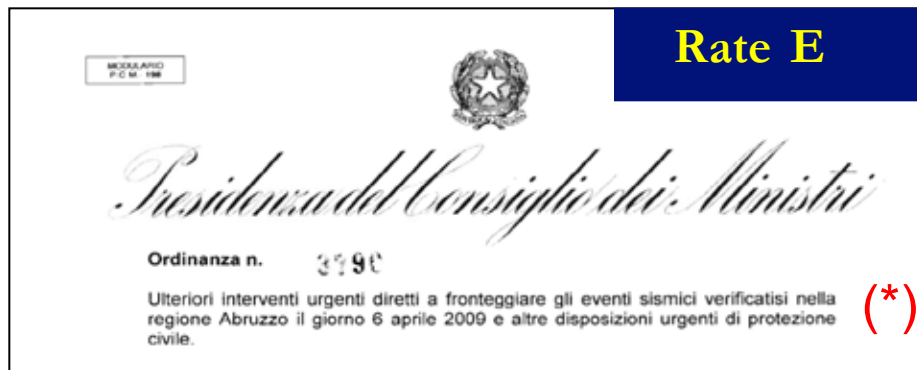 Rate E
MODULARIO
P.C.M. 198
Presidenza del Consiglio dei Ministri
Ordinanza n.
Ulteriori interventi urgenti diretti a fronteggiare gli eventi sismici verificatisi nella
regione Abruzzo il giorno 6 aprile 2009 e altre disposizioni urgenti di protezione
civile.
(*)